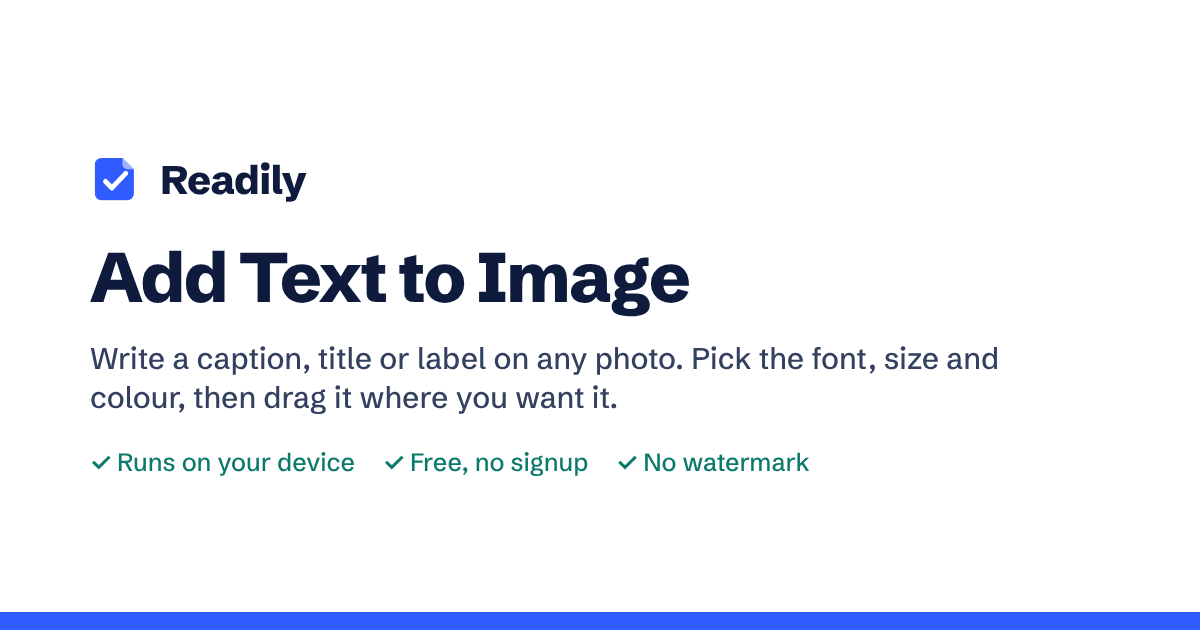 Readily
Add Text to Image
Write a caption, title or label on any photo. Pick the font, size and
colour, then drag it where you want it.
✓ Runs on your device ✓ Free, no signup ✓ No watermark